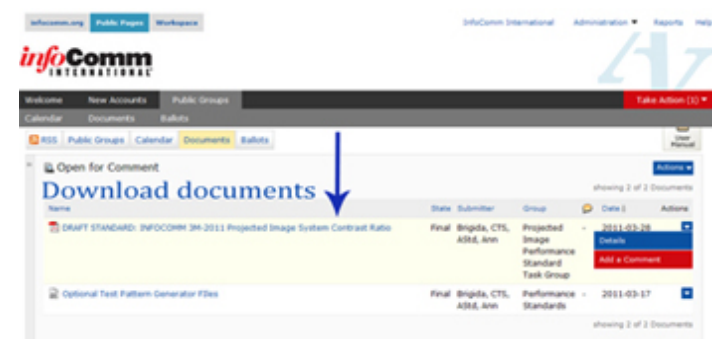 infocomm.org Public Pages Workspace InfoComm International Administration Reports Help
infoComm
INTERNATIONAL
Welcome New Accounts Public Groups Take Action (1)
Calendar Documents Ballots
RSS Public Groups Calendar Documents Ballots User Manual
Open for Comment Actions
Download documents
showing 2 of 2 Documents
Name State Submitter Group Date Actions
DRAFT STANDARD: INFOCOMM 3M-2011 Projected Image System Contrast Ratio Final Brigida, CTS, - 2011-03-28
AStd, Ann
Projected
Image
Performance
Standard
Task Group
Details
Add a Comment
Optional Test Pattern Generator Files Final Brigida, CTS, Performance - 2011-03-17
AStd, Ann Standards
showing 2 of 2 Documents